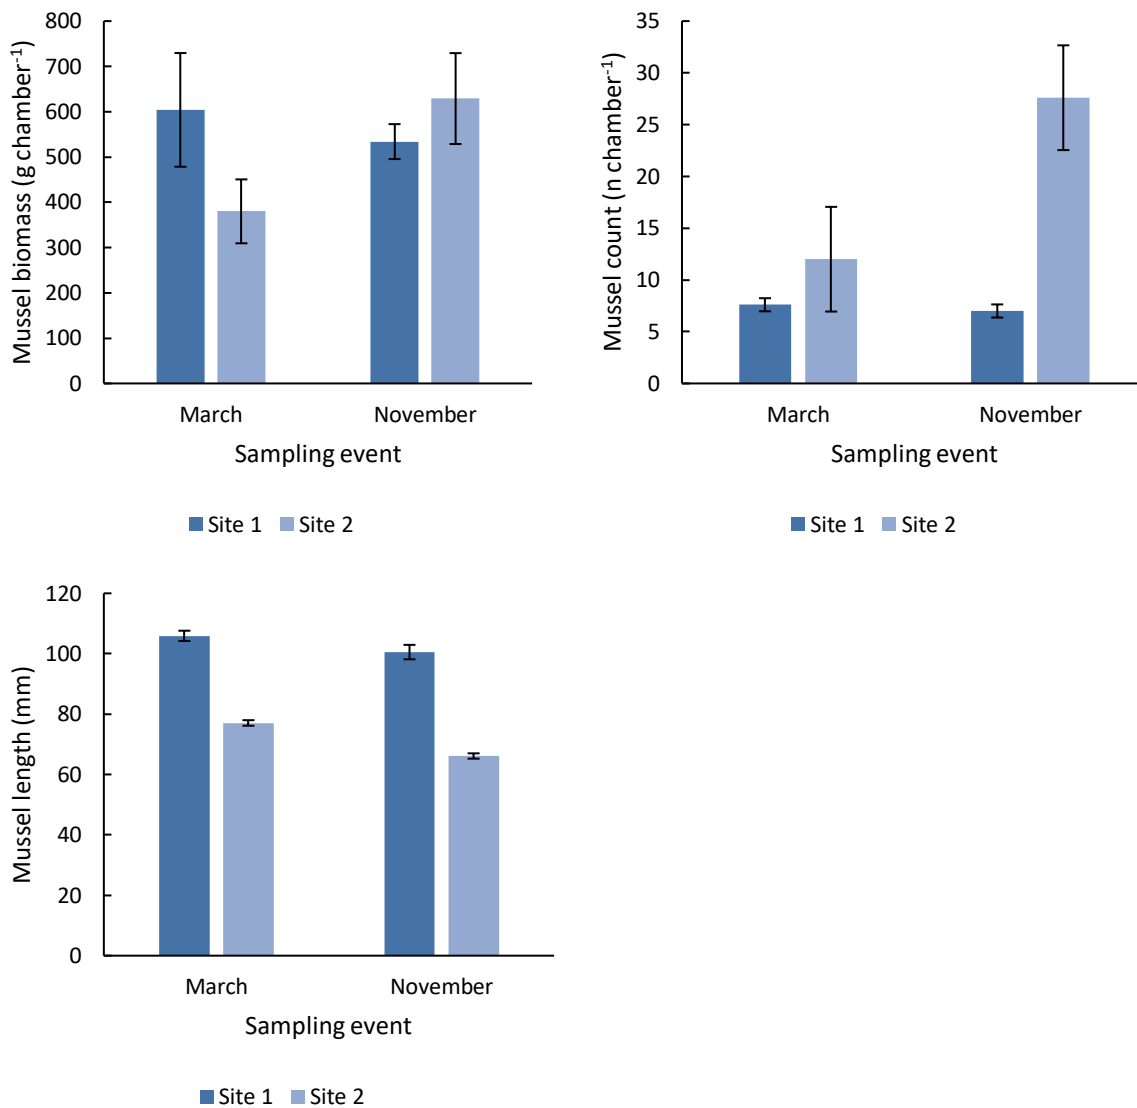 Mussel biomass (g chamber⁻¹)
800
700
600
500
400
300
200
100
0
March November
Sampling event
Site 1 Site 2
Mussel count (n chamber⁻¹)
35
30
25
20
15
10
5
0
March November
Sampling event
Site 1 Site 2
Mussel length (mm)
120
100
80
60
40
20
0
March November
Sampling event
Site 1 Site 2